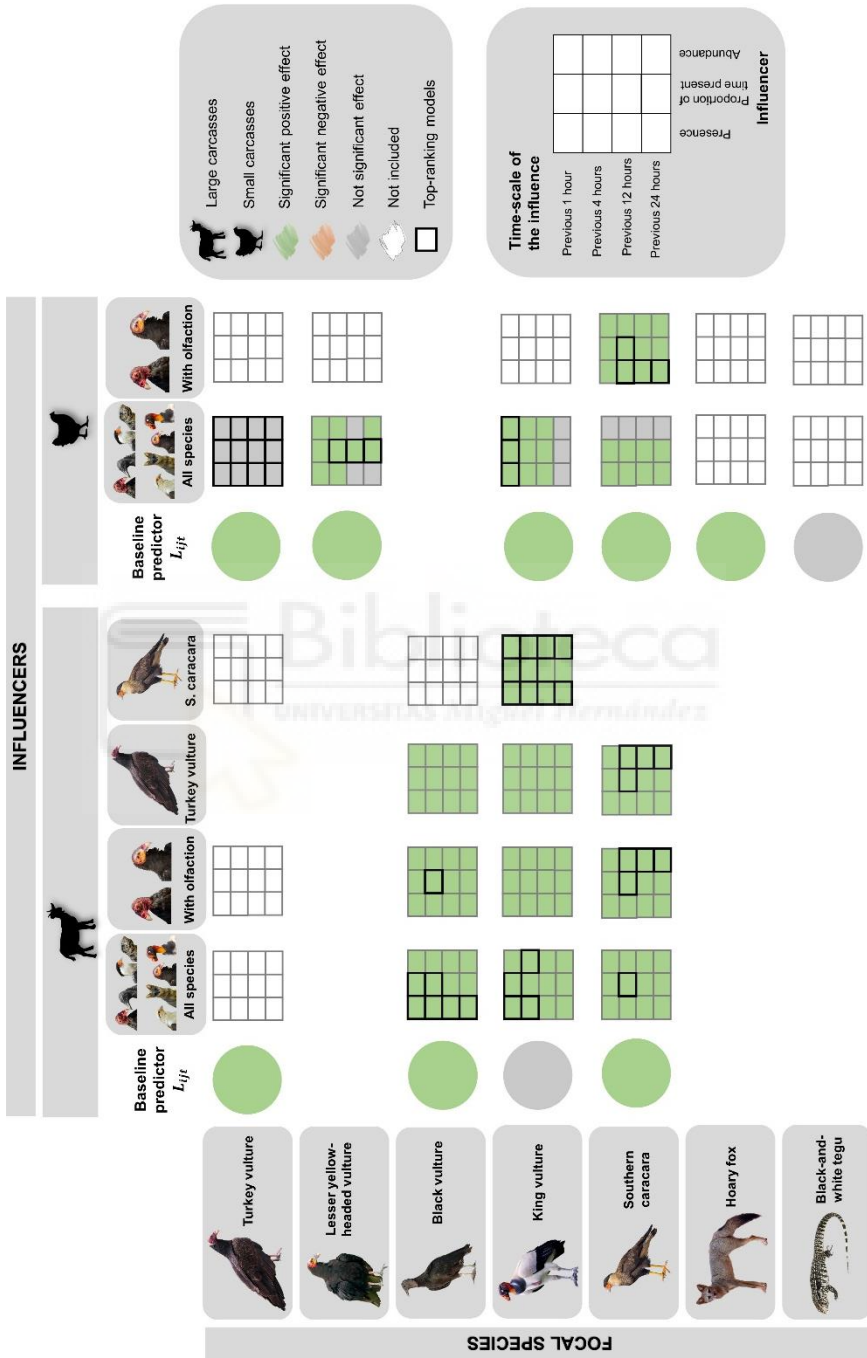 INFLUENCERS
Baseline
predictor
L_ijt
All species
With olfaction
Turkey vulture
S. caracara
Baseline
predictor
L_ijt
All species
With olfaction
FOCAL SPECIES
Turkey vulture
Lesser yellow-
headed vulture
Black vulture
King vulture
Southern
caracara
Hoary fox
Black-and-
white tegu
Large carcasses
Small carcasses
Significant positive effect
Significant negative effect
Not significant effect
Not included
Top-ranking models
Time-scale of
the influence
Previous 1 hour
Previous 4 hours
Previous 12 hours
Previous 24 hours
Presence
Proportion of
time present
Abundance
Influencer
Biblioteca
UNIVERSITAS Miguel Hernández